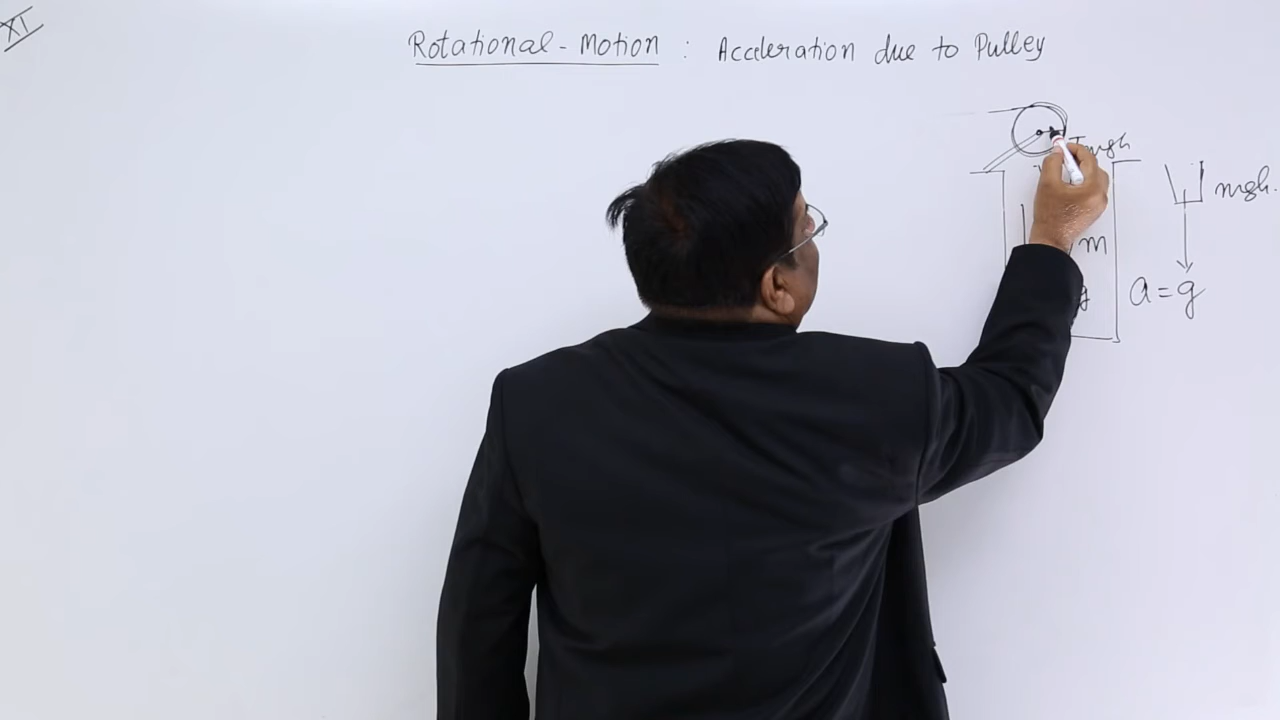 XI
Rotational - Motion : Acceleration due to Pulley
mgh.
m
g
a = g